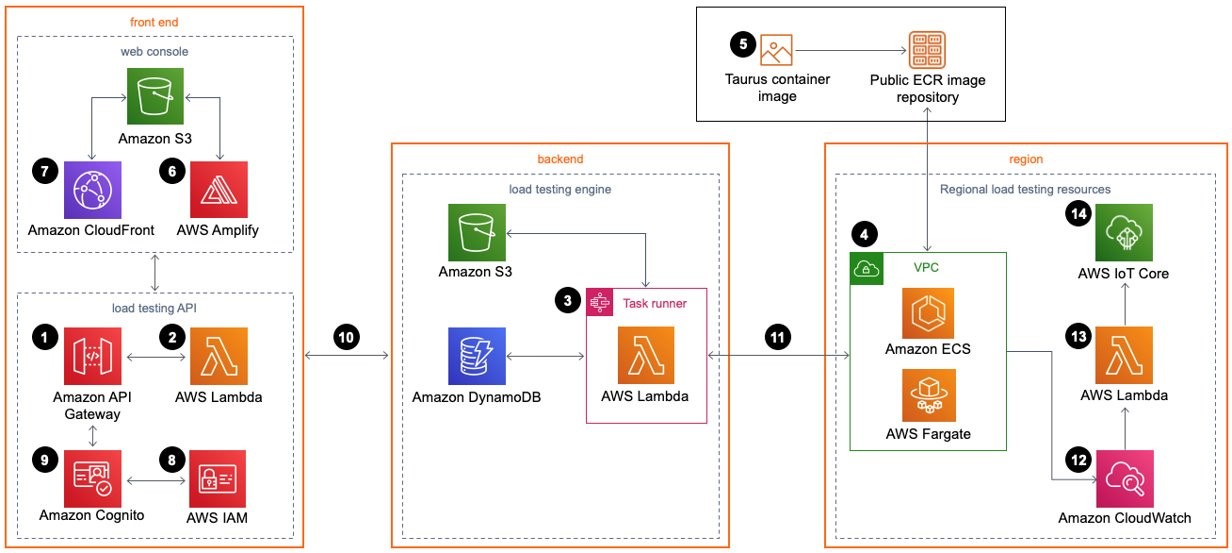 front end
web console
Amazon S3
7
Amazon CloudFront
6
AWS Amplify
load testing API
1
Amazon API
Gateway
2
AWS Lambda
9
Amazon Cognito
8
AWS IAM
10
backend
load testing engine
Amazon S3
3
Task runner
Amazon DynamoDB
AWS Lambda
11
5
Taurus container
image
Public ECR image
repository
region
Regional load testing resources
4
VPC
Amazon ECS
AWS Fargate
14
AWS IoT Core
13
AWS Lambda
12
Amazon CloudWatch